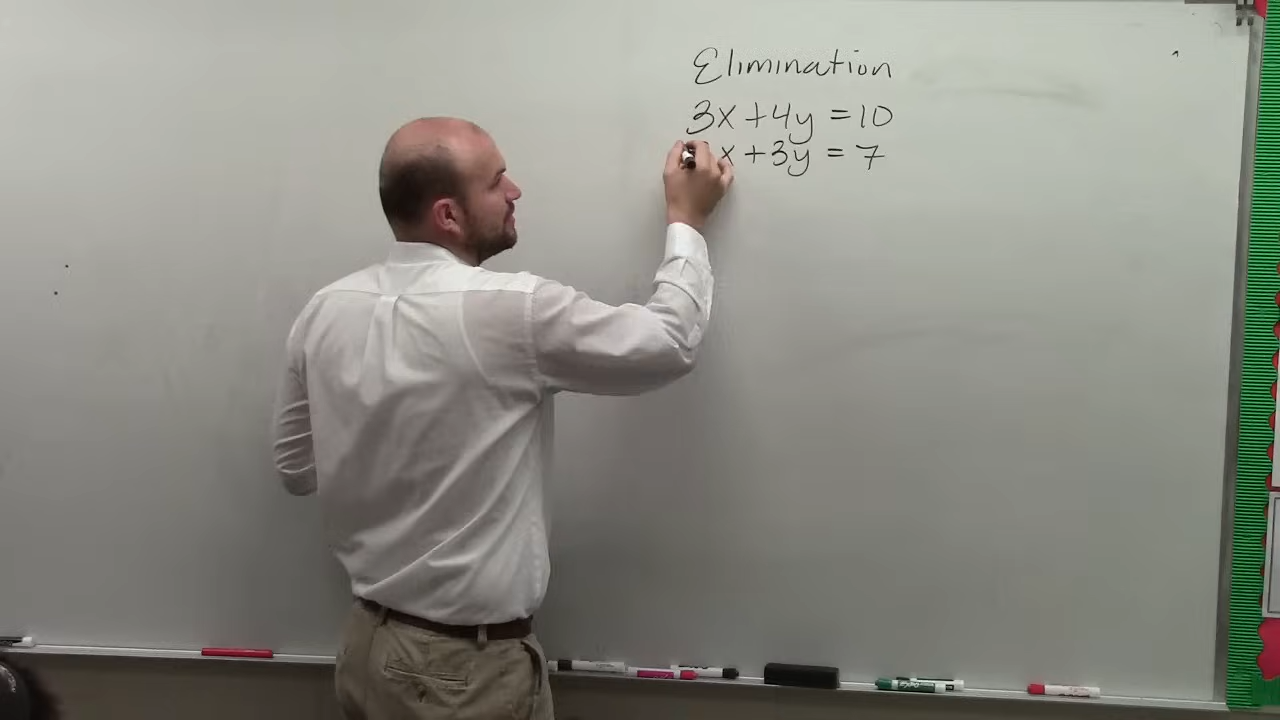 Elimination
3x + 4y = 10
x + 3y = 7